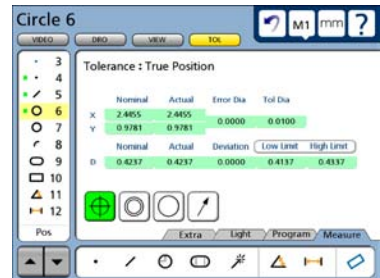 Circle 6
M1 mm ?
VIDEO DRO VIEW TOL
3
4
5
6
7
8
9
10
11
12
Pos
Tolerance : True Position
Nominal Actual Error Dia Tol Dia
X 2.4455 2.4455
0.0000 0.0100
Y 0.9781 0.9781
Nominal Actual Deviation Low Limit High Limit
D 0.4237 0.4237 0.0000 0.4137 0.4337
Extra Light Program Measure